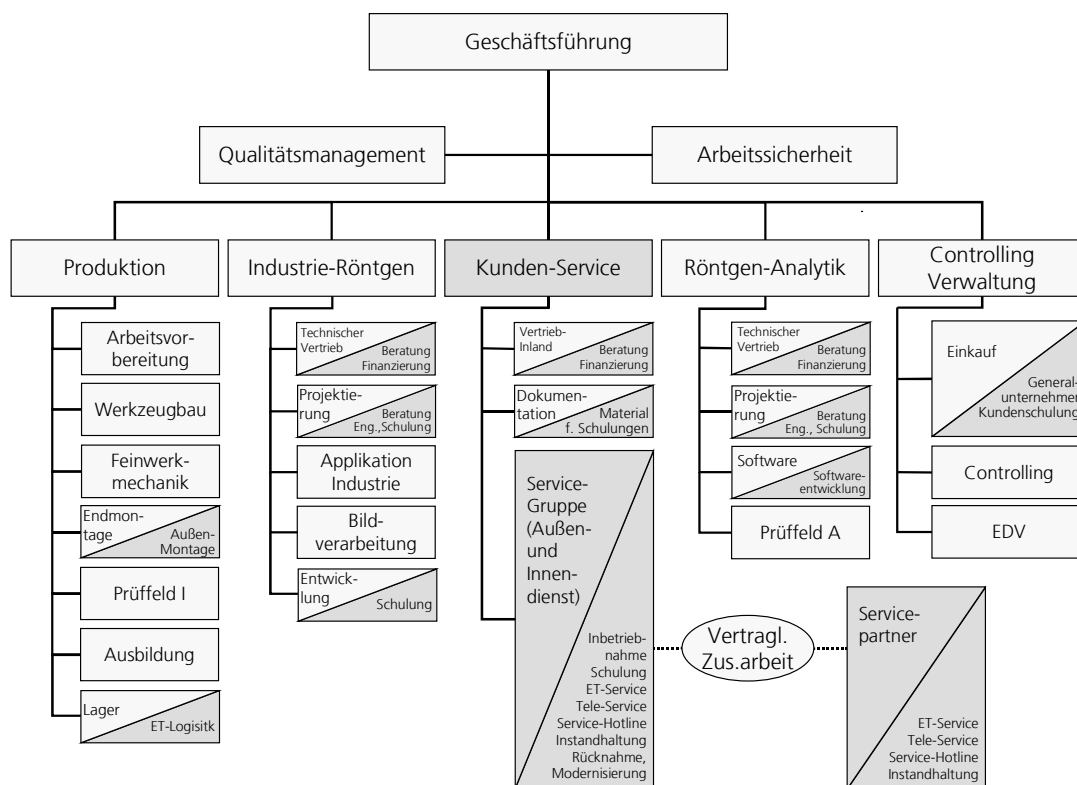 Geschäftsführung
Qualitätsmanagement
Arbeitssicherheit
Produktion
Industrie-Röntgen
Kunden-Service
Röntgen-Analytik
Controlling
Verwaltung
Arbeitsvor-
bereitung
Werkzeugbau
Feinwerk-
mechanik
Endmon-
tage
Außen-
Montage
Prüffeld I
Ausbildung
Lager
ET-Logisitk
Technischer
Vertrieb
Beratung
Finanzierung
Projektie-
rung
Beratung
Eng.,Schulung
Applikation
Industrie
Bild-
verarbeitung
Entwick-
lung
Schulung
Vertrieb-
Inland
Beratung
Finanzierung
Dokumen-
tation
Material
f. Schulungen
Service-
Gruppe
(Außen-
und
Innen-
dienst)
Inbetrieb-
nahme
Schulung
ET-Service
Tele-Service
Service-Hotline
Instandhaltung
Rücknahme,
Modernisierung
Vertragl.
Zus.arbeit
Technischer
Vertrieb
Beratung
Finanzierung
Projektie-
rung
Beratung
Eng., Schulung
Software
Software-
entwicklung
Prüffeld A
Einkauf
General-
unternehmer
Kundenschulung
Controlling
EDV
Service-
partner
ET-Service
Tele-Service
Service-Hotline
Instandhaltung